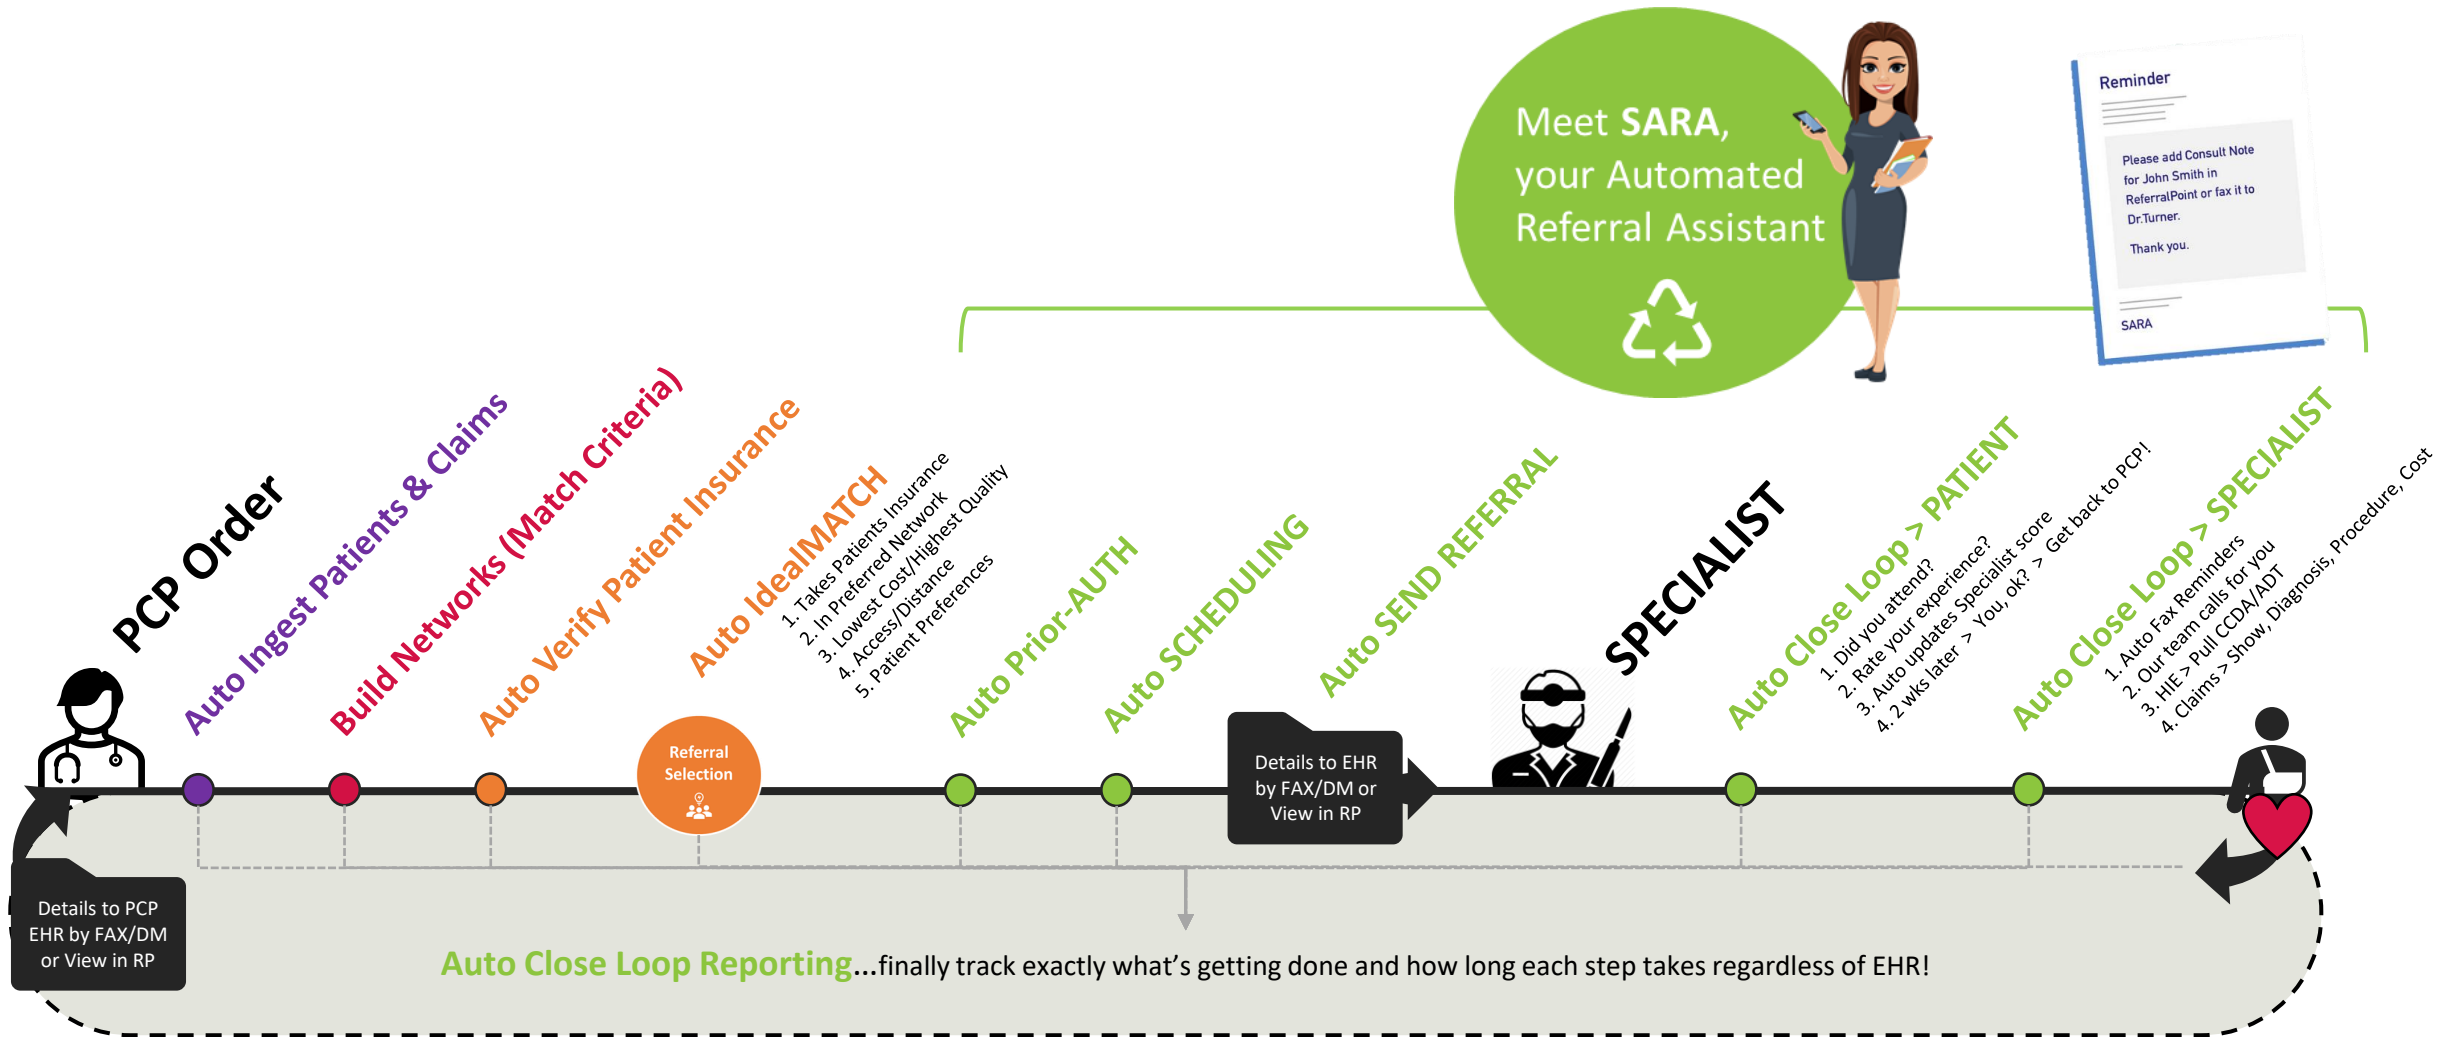 Meet SARA,
your Automated
Referral Assistant
Reminder
Please add Consult Note
for John Smith in
ReferralPoint or fax it to
Dr.Turner.
Thank you.
SARA
PCP Order
Auto Ingest Patients & Claims
Build Networks (Match Criteria)
Auto Verify Patient Insurance
Auto IdealMATCH
1. Takes Patients Insurance
2. In Preferred Network
3. Lowest Cost/Highest Quality
4. Access/Distance
5. Patient Preferences
Auto Prior-AUTH
Auto SCHEDULING
Auto SEND REFERRAL
SPECIALIST
Auto Close Loop > PATIENT
1. Did you attend?
2. Rate your experience?
3. Auto updates Specialist score
4. 2 wks later > You, ok? > Get back to PCP!
Auto Close Loop > SPECIALIST
1. Auto Fax Reminders
2. Our team calls for you
3. HIE > Pull CCDA/ADT
4. Claims > Show, Diagnosis, Procedure, Cost
Referral
Selection
Details to EHR
by FAX/DM or
View in RP
Details to PCP
EHR by FAX/DM
or View in RP
Auto Close Loop Reporting...finally track exactly what's getting done and how long each step takes regardless of EHR!